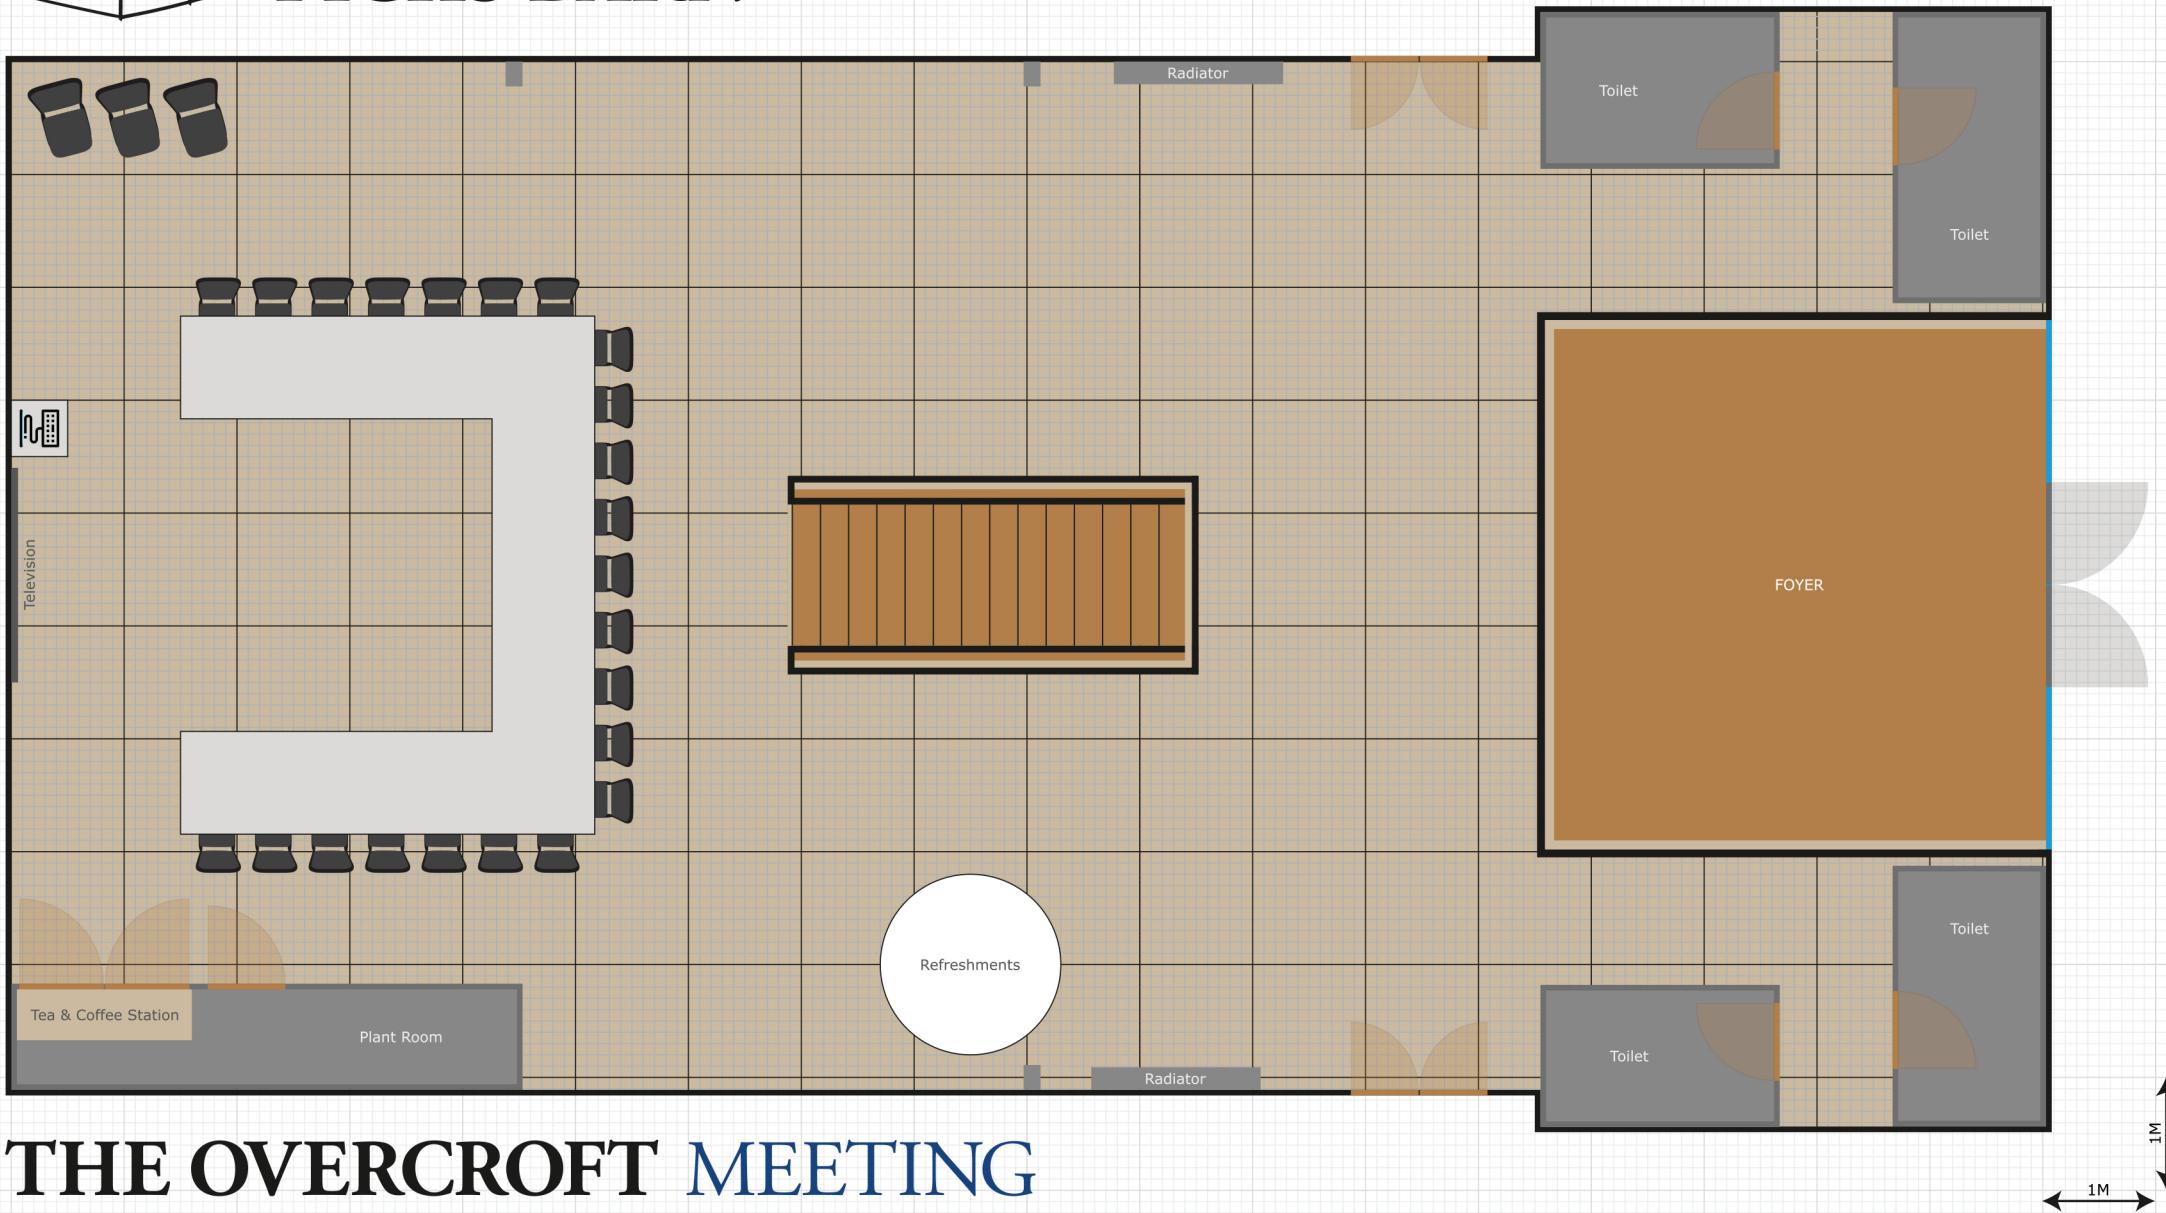 Radiator
Toilet
Toilet
Television
FOYER
Refreshments
Toilet
Tea & Coffee Station
Plant Room
Toilet
Radiator
1M
THE OVERCROFT MEETING
1M